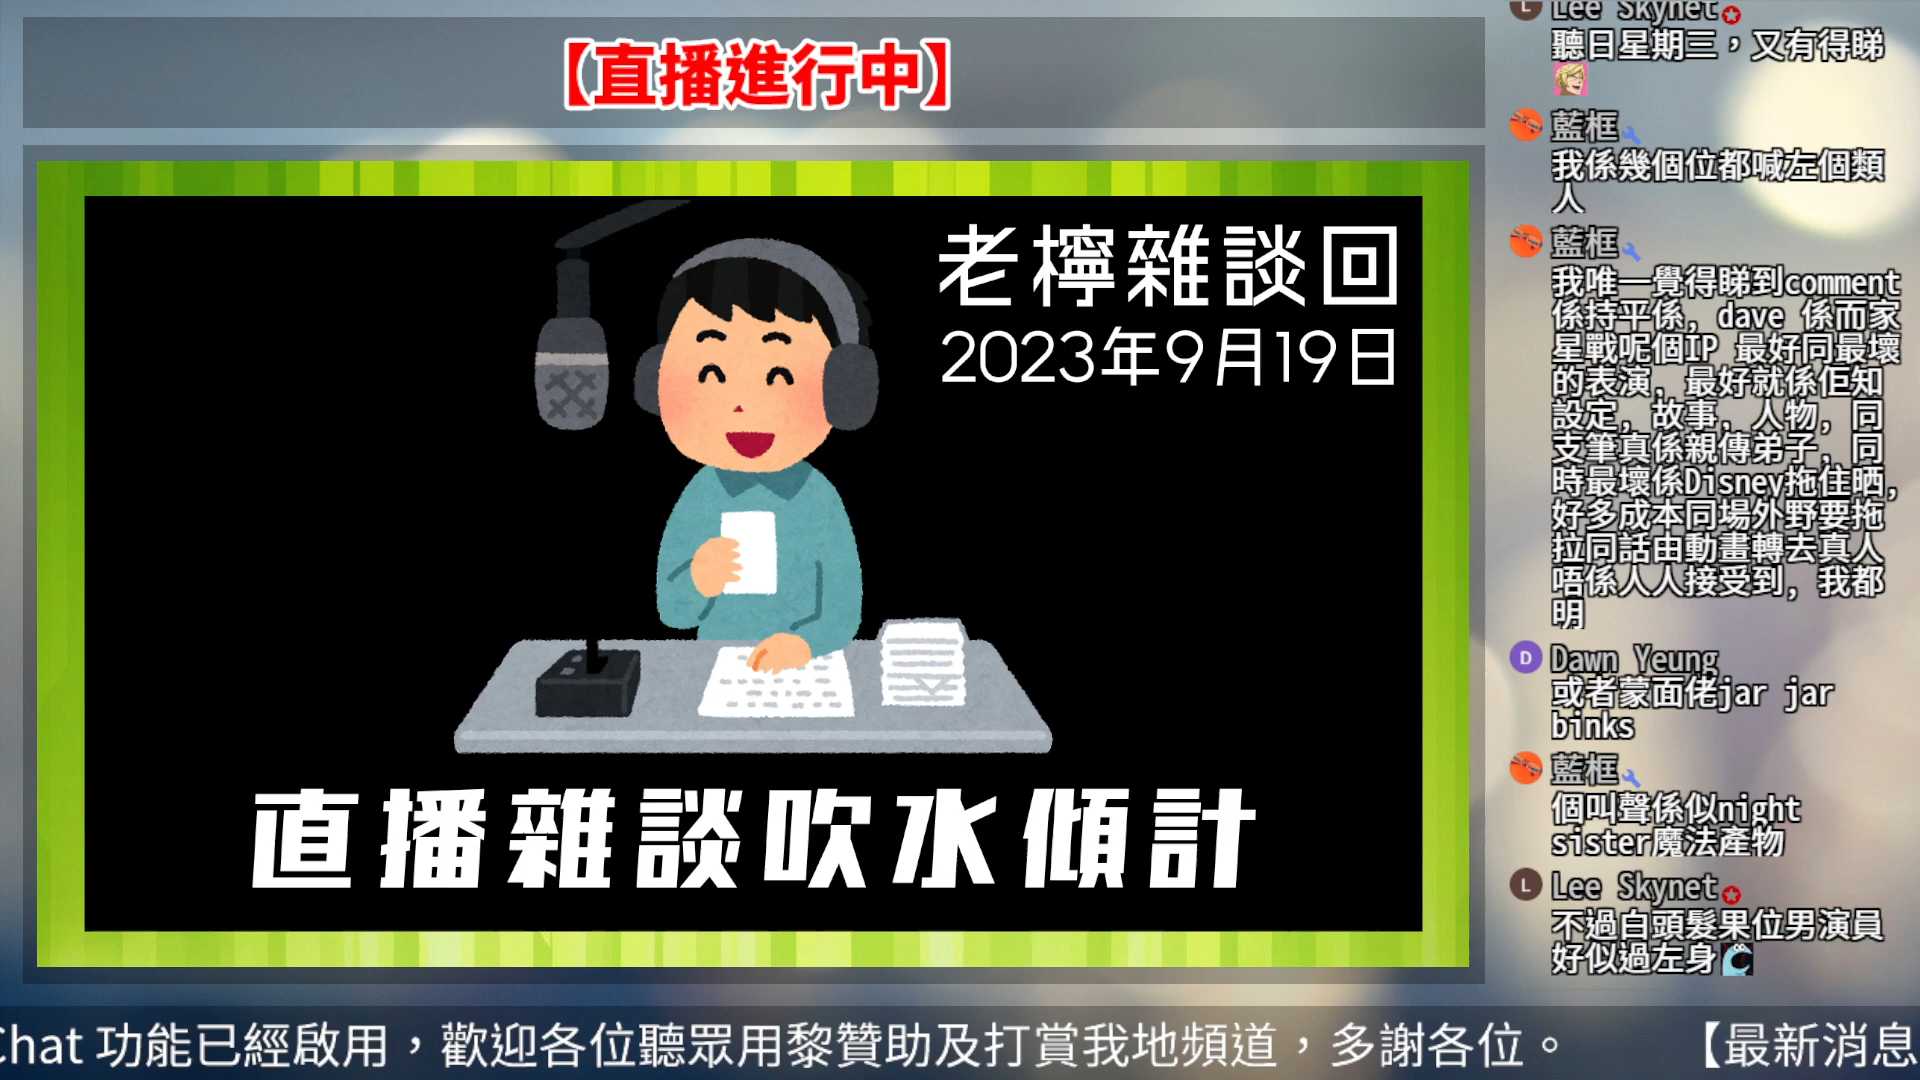 【直播進行中】
老檸雜談回
2023年9月19日
直播雜談吹水傾計
Lee Skynet
聽日星期三，又有得睇
藍框
我係幾個位都喊左個類
人
藍框
我唯一覺得睇到comment
係持平係, dave 係而家
星戰呢個IP 最好同最壞
的表演, 最好就係佢知
設定, 故事, 人物, 同
支筆真係親傳弟子, 同
時最壞係Disney拖住晒,
好多成本同場外野要拖
拉同話由動畫轉去真人
唔係人人接受到, 我都
明
D
Dawn Yeung
或者蒙面佬jar jar
binks
藍框
個叫聲係似night
sister魔法產物
L
Lee Skynet
不過白頭髮果位男演員
好似過左身
Chat 功能已經啟用，歡迎各位聽眾用黎贊助及打賞我地頻道，多謝各位。
【最新消息